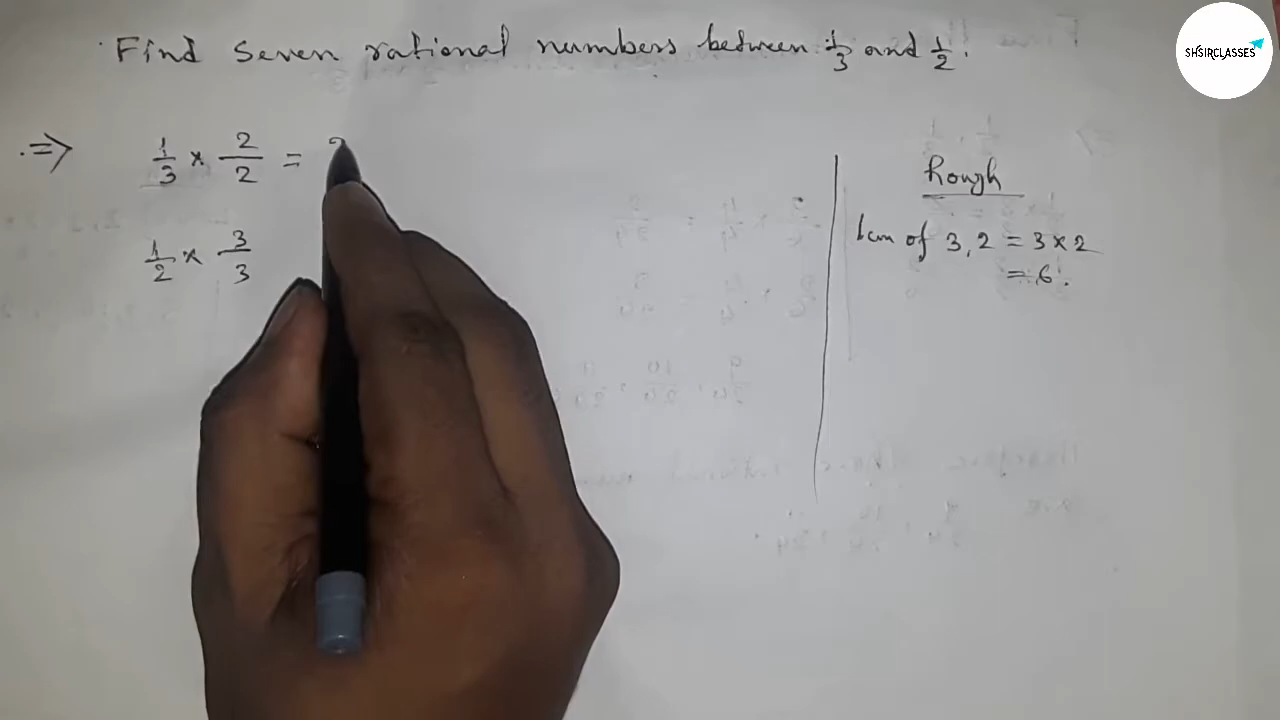 Find seven rational numbers between 1/3 and 1/2.
SHSIRCLASSES
⇒ 1/3 × 2/2 = 2
1/2 × 3/3
Rough
lcm of 3, 2 = 3 × 2
= 6.